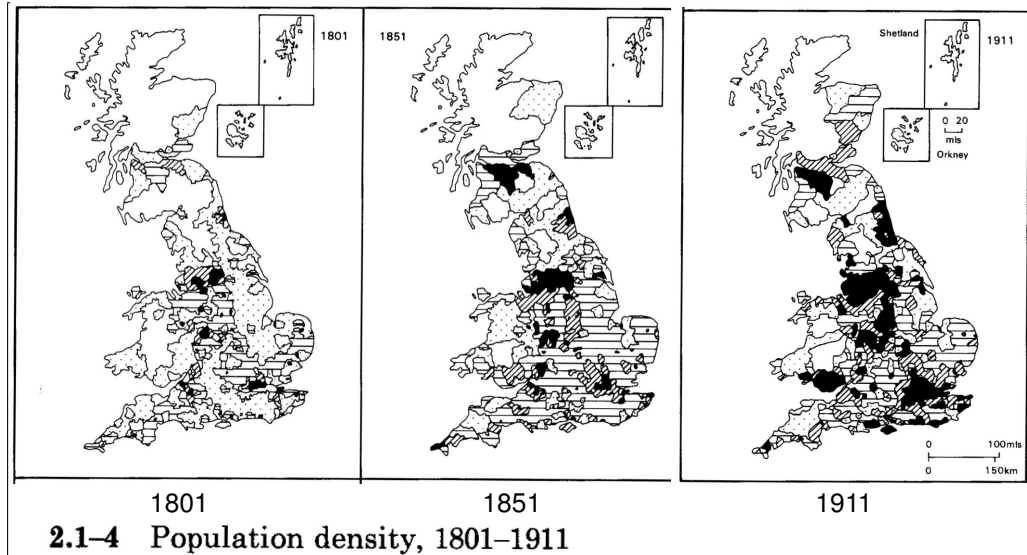 1801
1851
Shetland
1911
0 20
mls
Orkney
0 100mls
0 150km
1801
1851
1911
2.1–4 Population density, 1801–1911